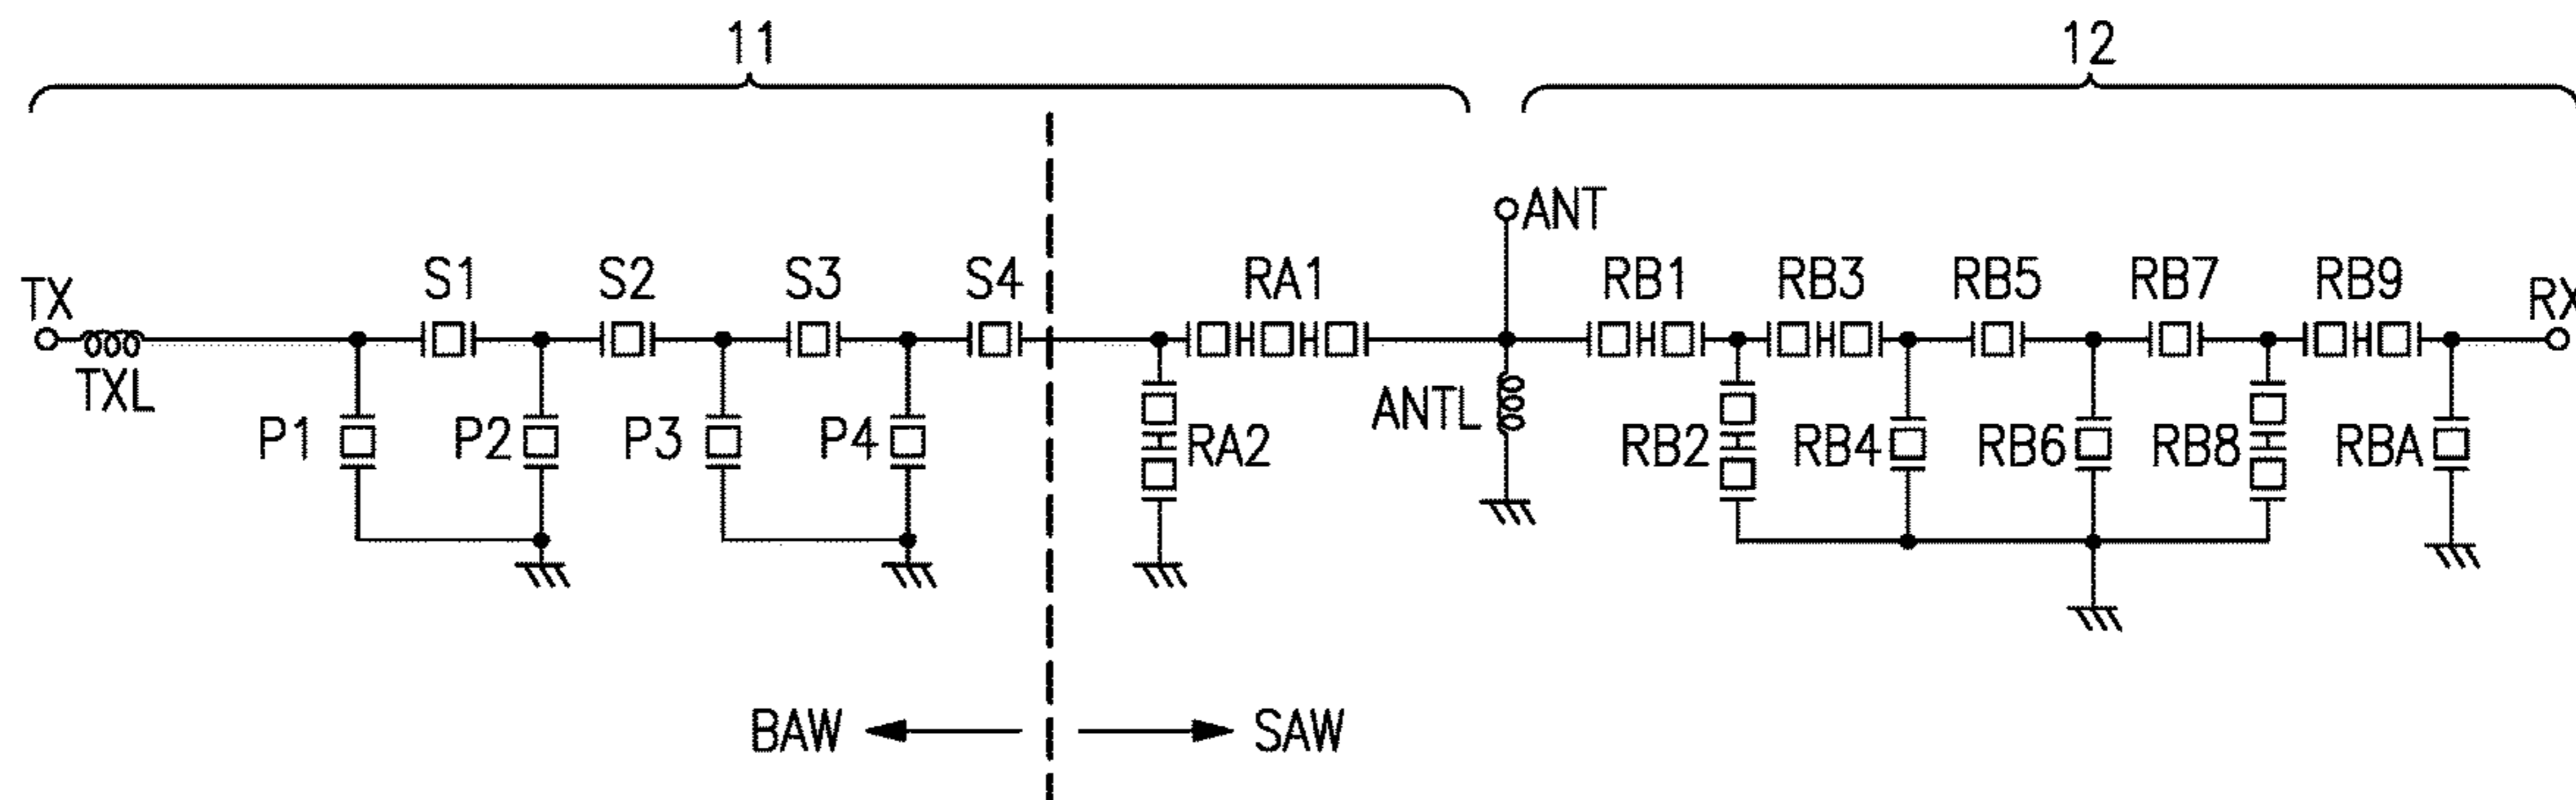 11 12
ANT
S1 S2 S3 S4 RA1 RB1 RB3 RB5 RB7 RB9
TX RX
TXL ANTL
P1 P2 P3 P4 RA2 RB2 RB4 RB6 RB8 RBA
BAW SAW